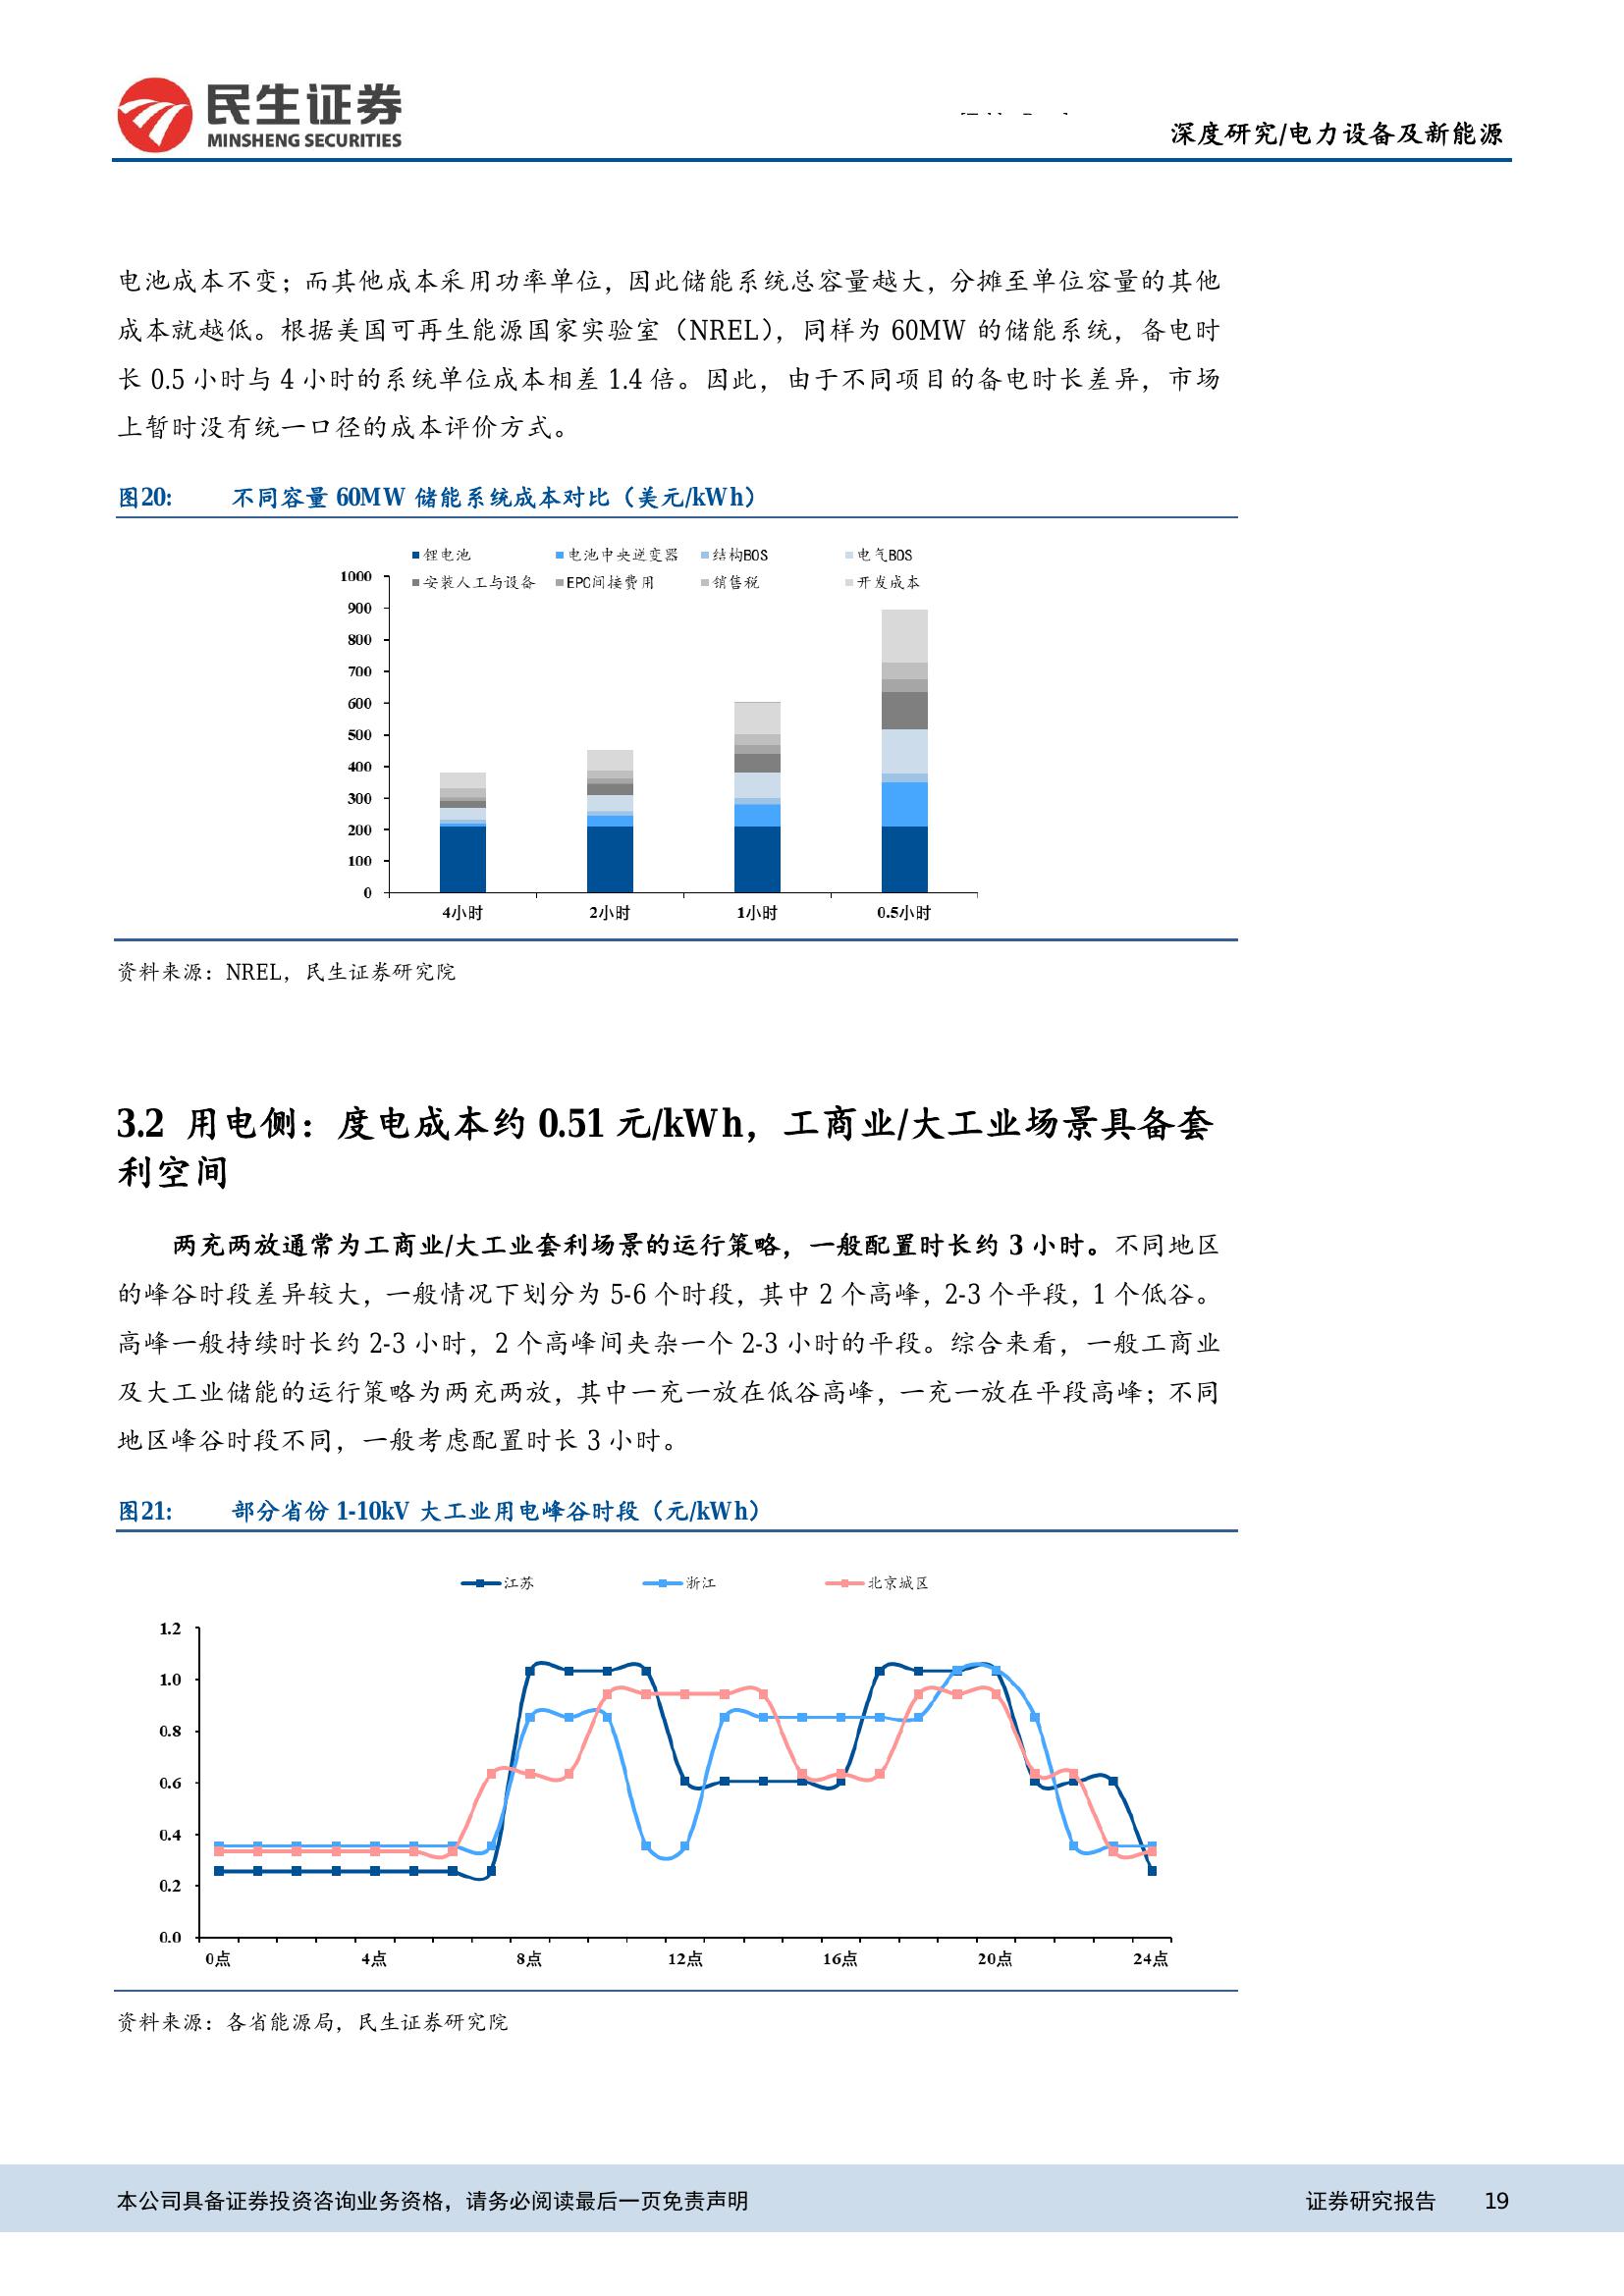 民生证券
MINSHENG SECURITIES
深度研究/电力设备及新能源
电池成本不变；而其他成本采用功率单位，因此储能系统总容量越大，分摊至单位容量的其他
成本就越低。根据美国可再生能源国家实验室（NREL），同样为 60MW 的储能系统，备电时
长 0.5 小时与 4 小时的系统单位成本相差 1.4 倍。因此，由于不同项目的备电时长差异，市场
上暂时没有统一口径的成本评价方式。
图20: 不同容量 60MW 储能系统成本对比（美元/kWh）
锂电池 电池中央逆变器 结构BOS 电气BOS
安装人工与设备 EPC间接费用 销售税 开发成本
1000
900
800
700
600
500
400
300
200
100
0
4小时 2小时 1小时 0.5小时
资料来源：NREL，民生证券研究院
3.2 用电侧：度电成本约 0.51 元/kWh，工商业/大工业场景具备套
利空间
两充两放通常为工商业/大工业套利场景的运行策略，一般配置时长约 3 小时。不同地区
的峰谷时段差异较大，一般情况下划分为 5-6 个时段，其中 2 个高峰，2-3 个平段，1 个低谷。
高峰一般持续时长约 2-3 小时，2 个高峰间夹杂一个 2-3 小时的平段。综合来看，一般工商业
及大工业储能的运行策略为两充两放，其中一充一放在低谷高峰，一充一放在平段高峰；不同
地区峰谷时段不同，一般考虑配置时长 3 小时。
图21: 部分省份 1-10kV 大工业用电峰谷时段（元/kWh）
江苏 浙江 北京城区
1.2
1.0
0.8
0.6
0.4
0.2
0.0
0点 4点 8点 12点 16点 20点 24点
资料来源：各省能源局，民生证券研究院
本公司具备证券投资咨询业务资格，请务必阅读最后一页免责声明 证券研究报告 19